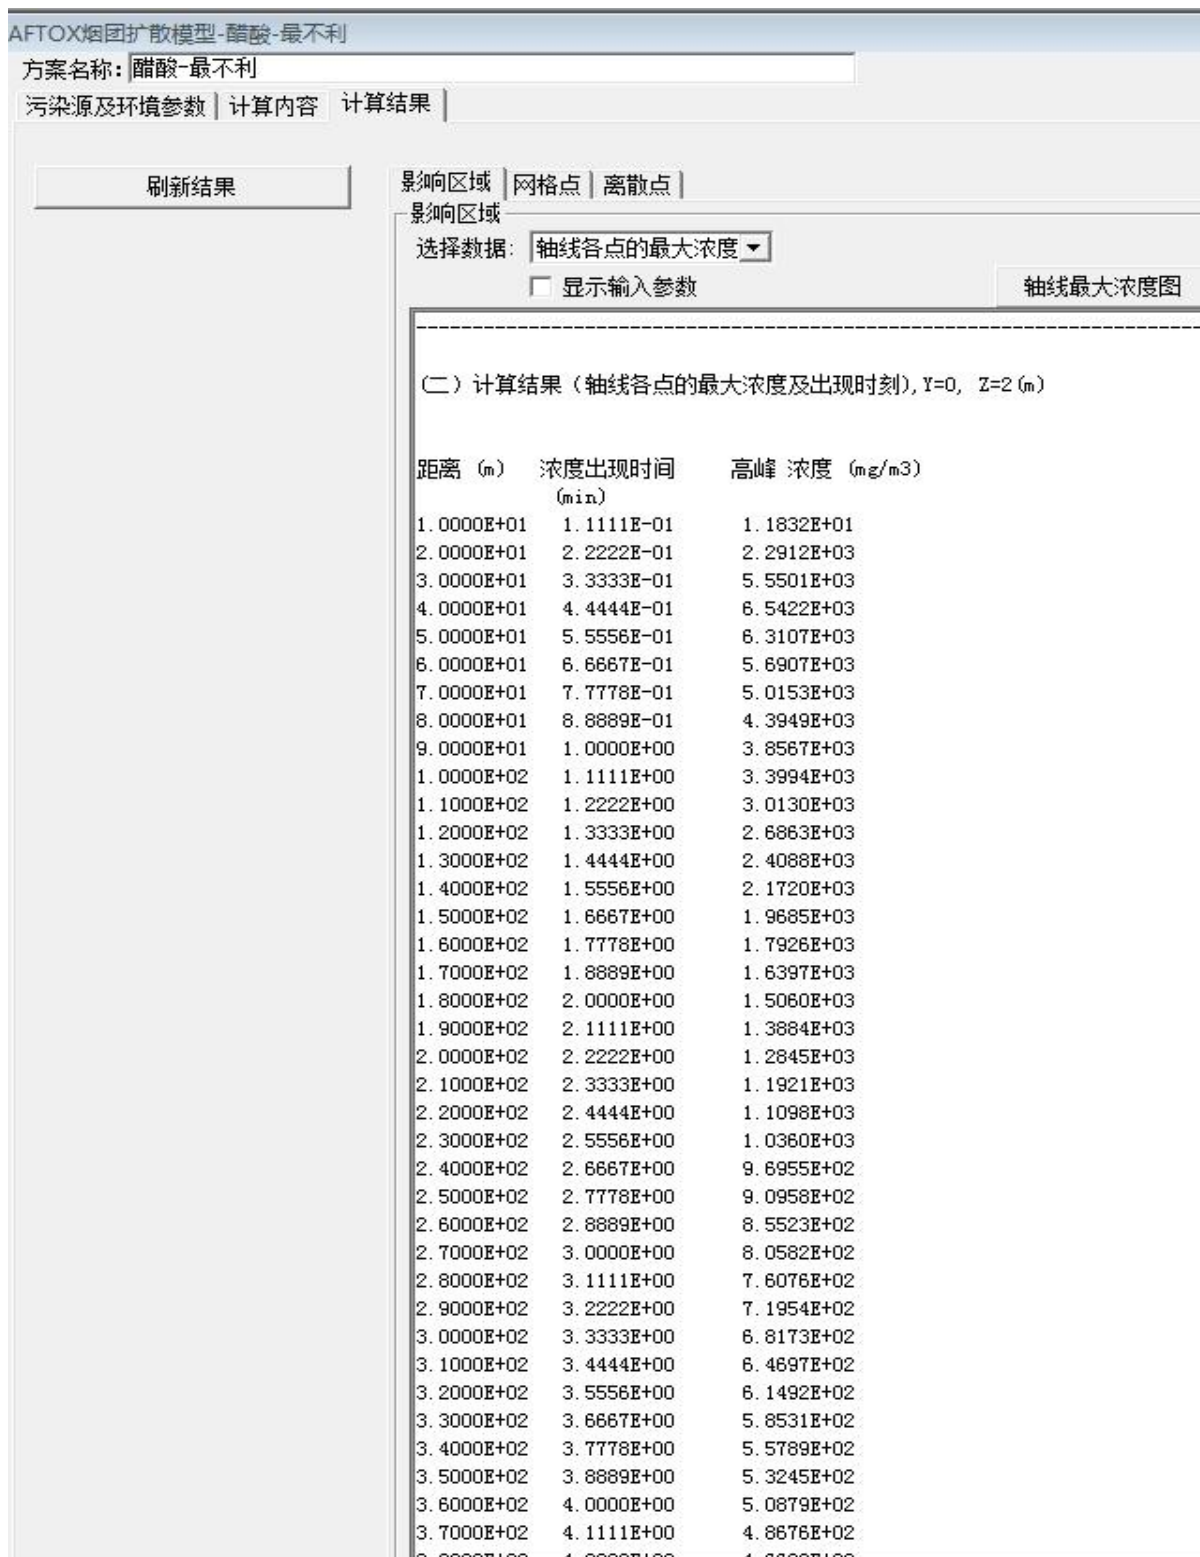 AFTOX烟团扩散模型-醋酸-最不利
方案名称: 醋酸-最不利
污染源及环境参数 计算内容 计算结果
刷新结果
影响区域 网格点 离散点
影响区域
选择数据: 轴线各点的最大浓度
显示输入参数
轴线最大浓度图
--------------------------------------------------------------------
(二) 计算结果(轴线各点的最大浓度及出现时刻),Y=0, Z=2(m)
距离 (m) 浓度出现时间 高峰 浓度 (mg/m3)
(min)
1.0000E+01 1.1111E-01 1.1832E+01
2.0000E+01 2.2222E-01 2.2912E+03
3.0000E+01 3.3333E-01 5.5501E+03
4.0000E+01 4.4444E-01 6.5422E+03
5.0000E+01 5.5556E-01 6.3107E+03
6.0000E+01 6.6667E-01 5.6907E+03
7.0000E+01 7.7778E-01 5.0153E+03
8.0000E+01 8.8889E-01 4.3949E+03
9.0000E+01 1.0000E+00 3.8567E+03
1.0000E+02 1.1111E+00 3.3994E+03
1.1000E+02 1.2222E+00 3.0130E+03
1.2000E+02 1.3333E+00 2.6863E+03
1.3000E+02 1.4444E+00 2.4088E+03
1.4000E+02 1.5556E+00 2.1720E+03
1.5000E+02 1.6667E+00 1.9685E+03
1.6000E+02 1.7778E+00 1.7926E+03
1.7000E+02 1.8889E+00 1.6397E+03
1.8000E+02 2.0000E+00 1.5060E+03
1.9000E+02 2.1111E+00 1.3884E+03
2.0000E+02 2.2222E+00 1.2845E+03
2.1000E+02 2.3333E+00 1.1921E+03
2.2000E+02 2.4444E+00 1.1098E+03
2.3000E+02 2.5556E+00 1.0360E+03
2.4000E+02 2.6667E+00 9.6955E+02
2.5000E+02 2.7778E+00 9.0958E+02
2.6000E+02 2.8889E+00 8.5523E+02
2.7000E+02 3.0000E+00 8.0582E+02
2.8000E+02 3.1111E+00 7.6076E+02
2.9000E+02 3.2222E+00 7.1954E+02
3.0000E+02 3.3333E+00 6.8173E+02
3.1000E+02 3.4444E+00 6.4697E+02
3.2000E+02 3.5556E+00 6.1492E+02
3.3000E+02 3.6667E+00 5.8531E+02
3.4000E+02 3.7778E+00 5.5789E+02
3.5000E+02 3.8889E+00 5.3245E+02
3.6000E+02 4.0000E+00 5.0879E+02
3.7000E+02 4.1111E+00 4.8676E+02